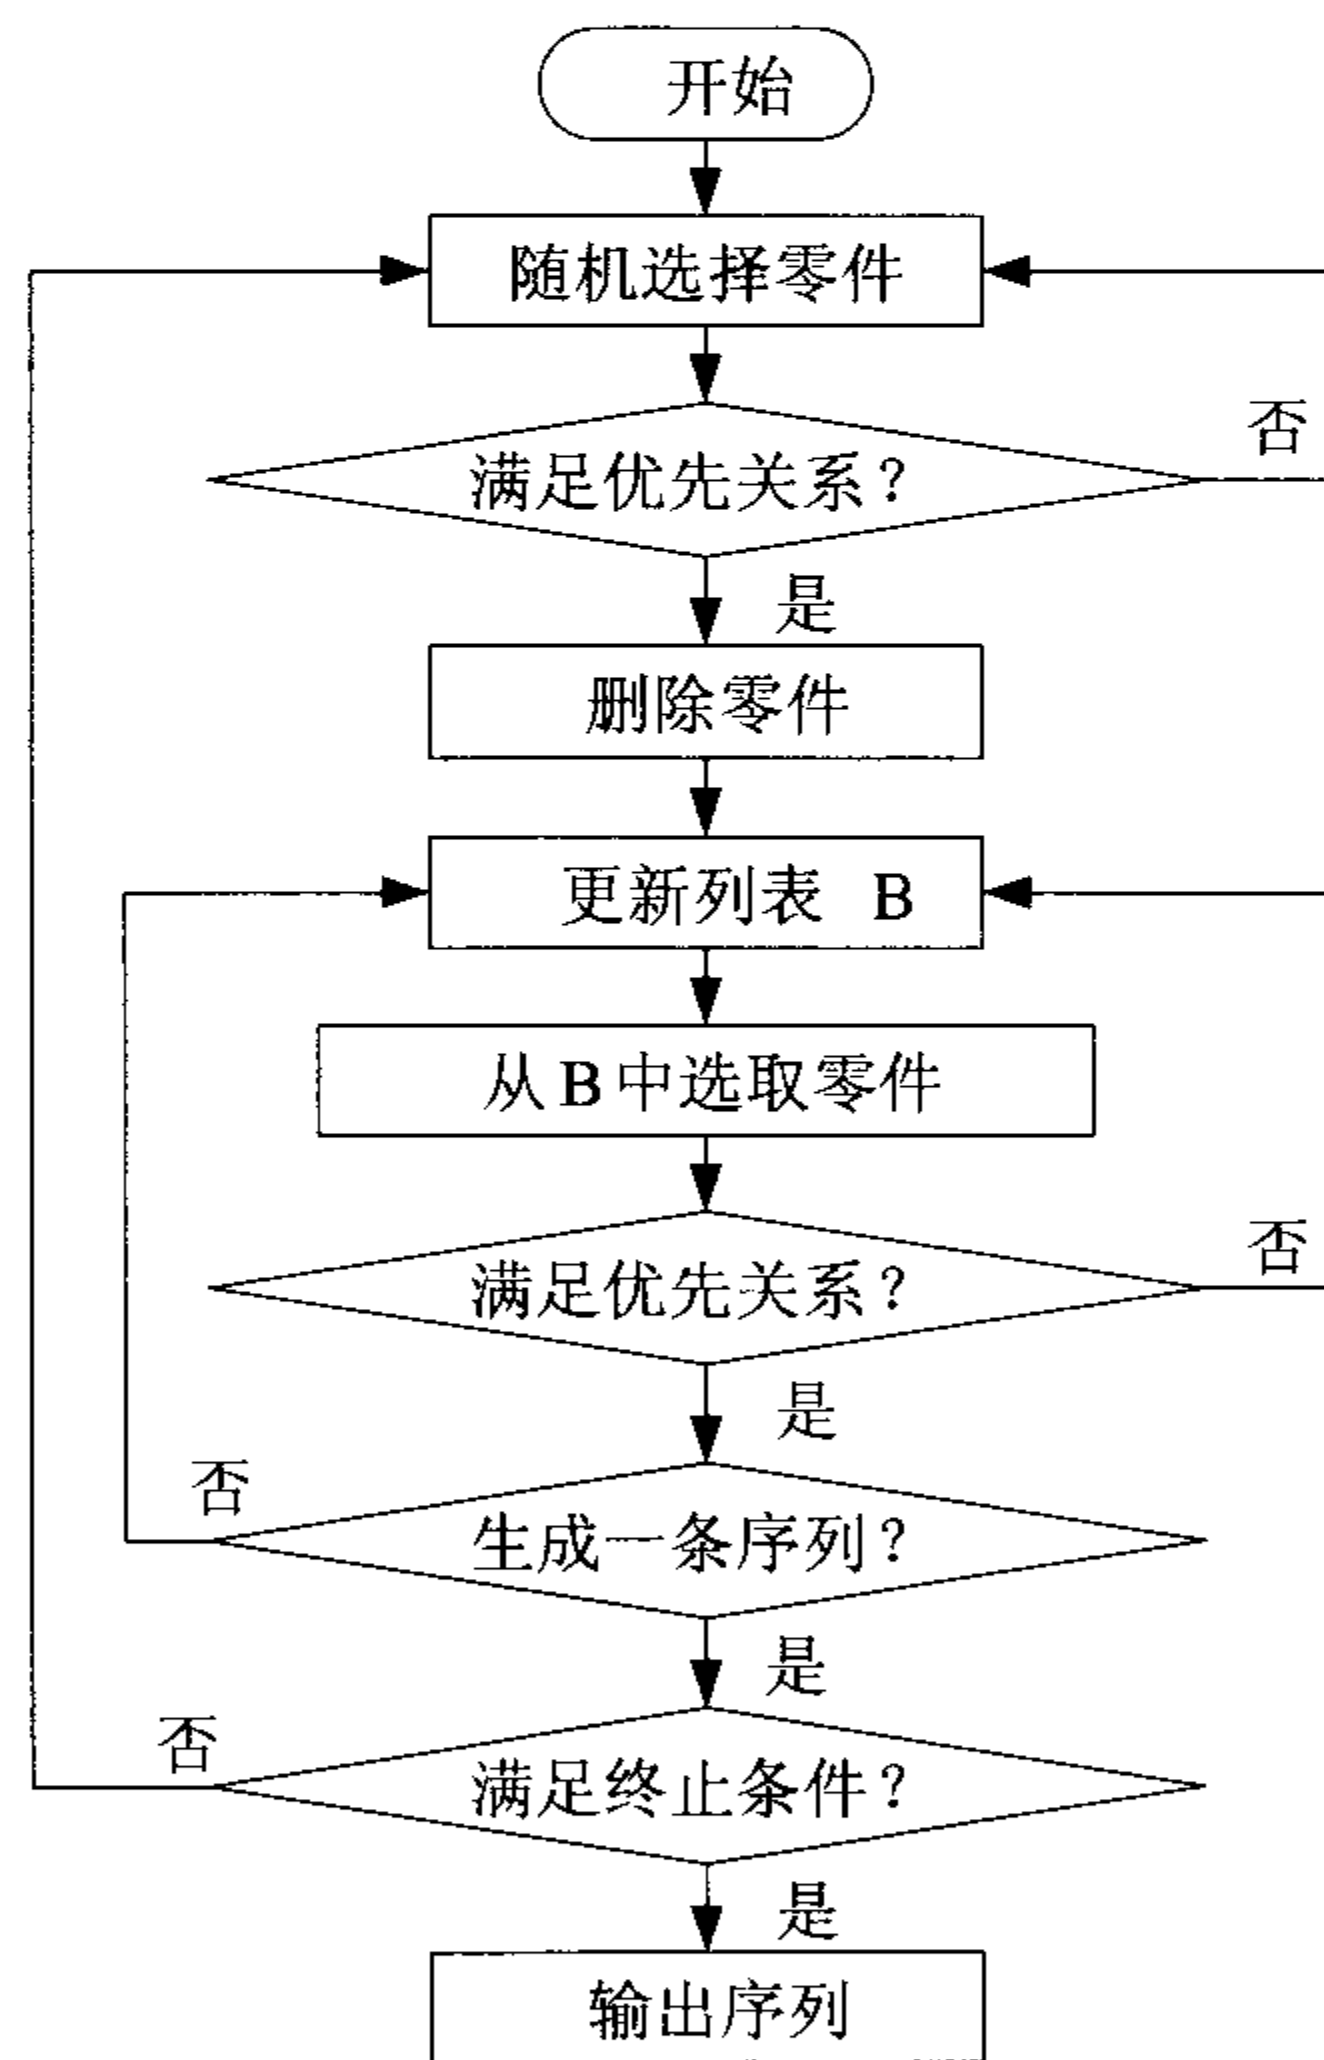 开始
随机选择零件
满足优先关系?
否
是
删除零件
更新列表 B
从B中选取零件
满足优先关系?
否
是
生成一条序列?
否
是
满足终止条件?
否
是
输出序列